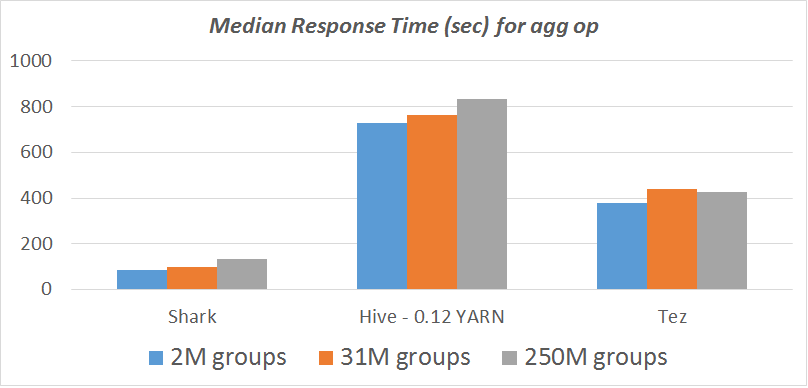 Median Response Time (sec) for agg op
1000
800
600
400
200
0
Shark Hive - 0.12 YARN Tez
2M groups 31M groups 250M groups